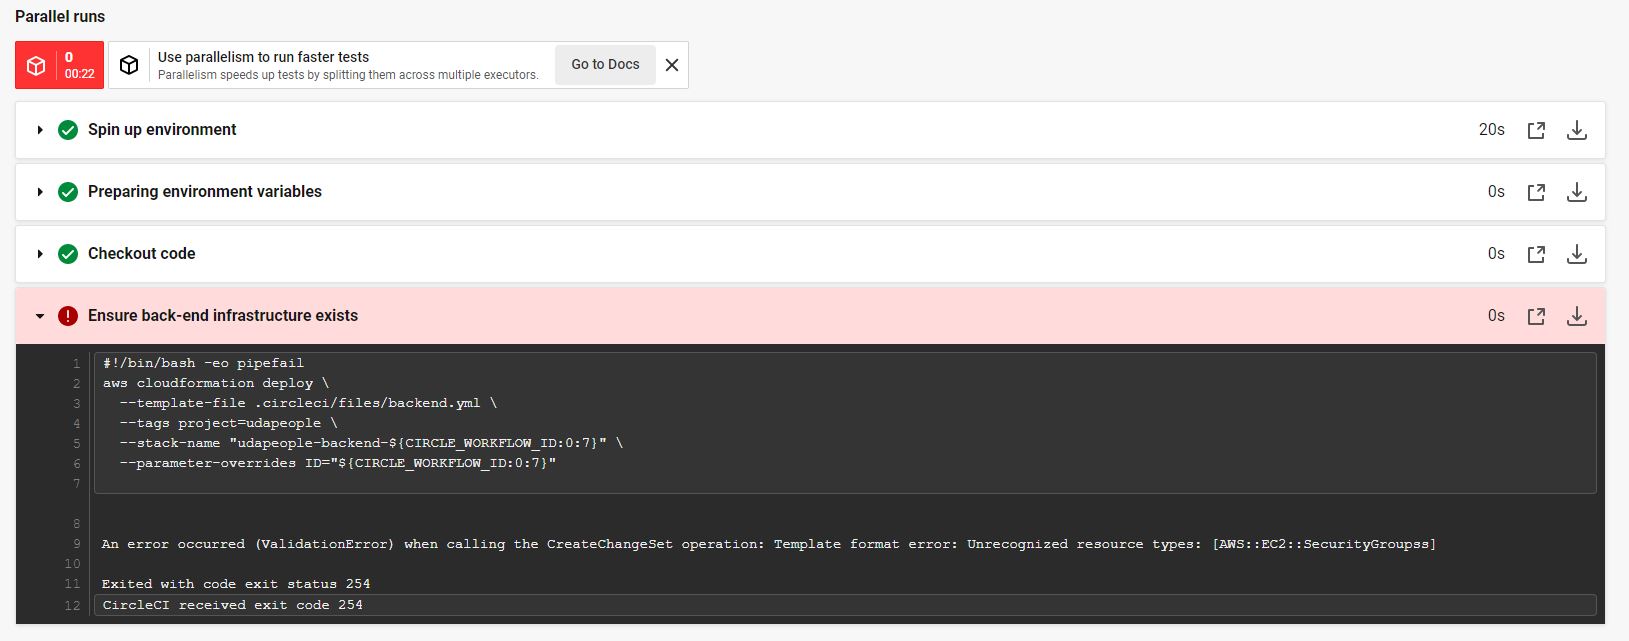 Parallel runs
0
00:22
Use parallelism to run faster tests
Parallelism speeds up tests by splitting them across multiple executors.
Go to Docs
Spin up environment
20s
Preparing environment variables
0s
Checkout code
0s
Ensure back-end infrastructure exists
0s
1 #!/bin/bash -eo pipefail
2 aws cloudformation deploy \
3   --template-file .circleci/files/backend.yml \
4   --tags project=udapeople \
5   --stack-name "udapeople-backend-${CIRCLE_WORKFLOW_ID:0:7}" \
6   --parameter-overrides ID="${CIRCLE_WORKFLOW_ID:0:7}"
7
8
9 An error occurred (ValidationError) when calling the CreateChangeSet operation: Template format error: Unrecognized resource types: [AWS::EC2::SecurityGroupss]
10
11 Exited with code exit status 254
12 CircleCI received exit code 254